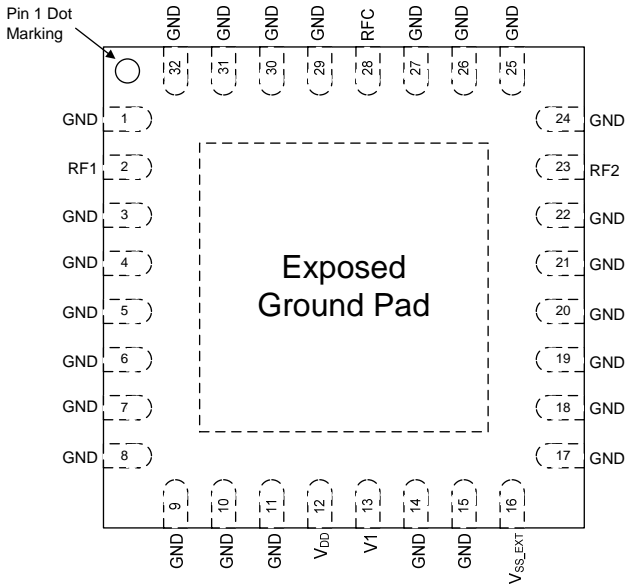 Pin 1 Dot
Marking
GND GND GND GND RFC GND GND GND
32 31 30 29 28 27 26 25
GND 1 24 GND
RF1 2 23 RF2
GND 3 22 GND
GND 4 21 GND
GND 5 20 GND
GND 6 19 GND
GND 7 18 GND
GND 8 17 GND
Exposed
Ground Pad
9 10 11 12 13 14 15 16
GND GND GND VDD V1 GND GND VSS_EXT